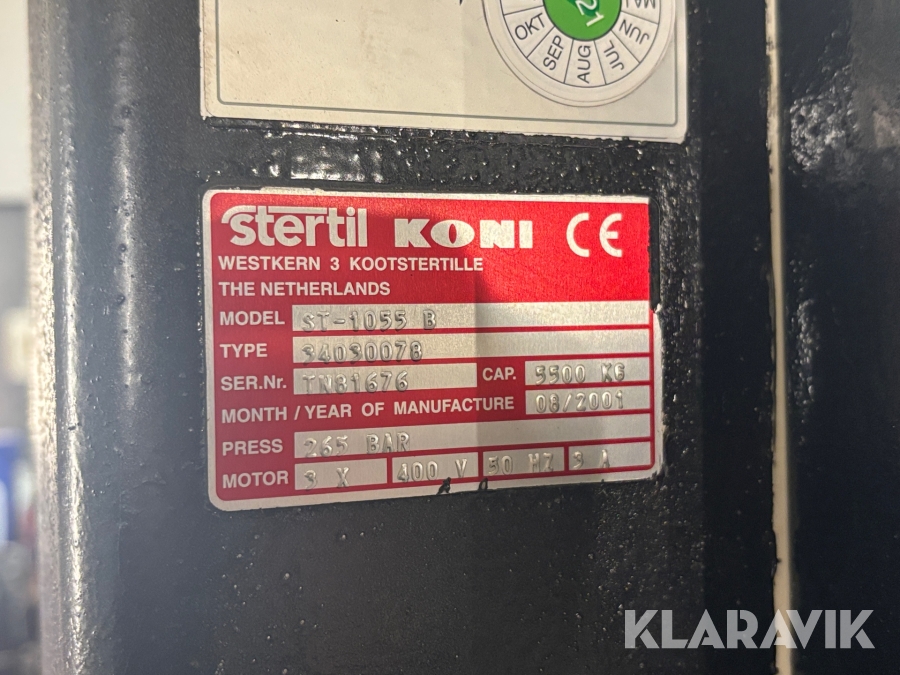 21
OKT SEP AUG JUL JUN
stertil KONI CE
WESTKERN 3 KOOTSTERTILLE
THE NETHERLANDS
MODEL ST-1055 B
TYPE 34030078
SER.Nr. TN81676 CAP. 5500 KG
MONTH / YEAR OF MANUFACTURE 08/2001
PRESS 265 BAR
MOTOR 3 X 400 V 50 HZ 3 A
KLARAVIK